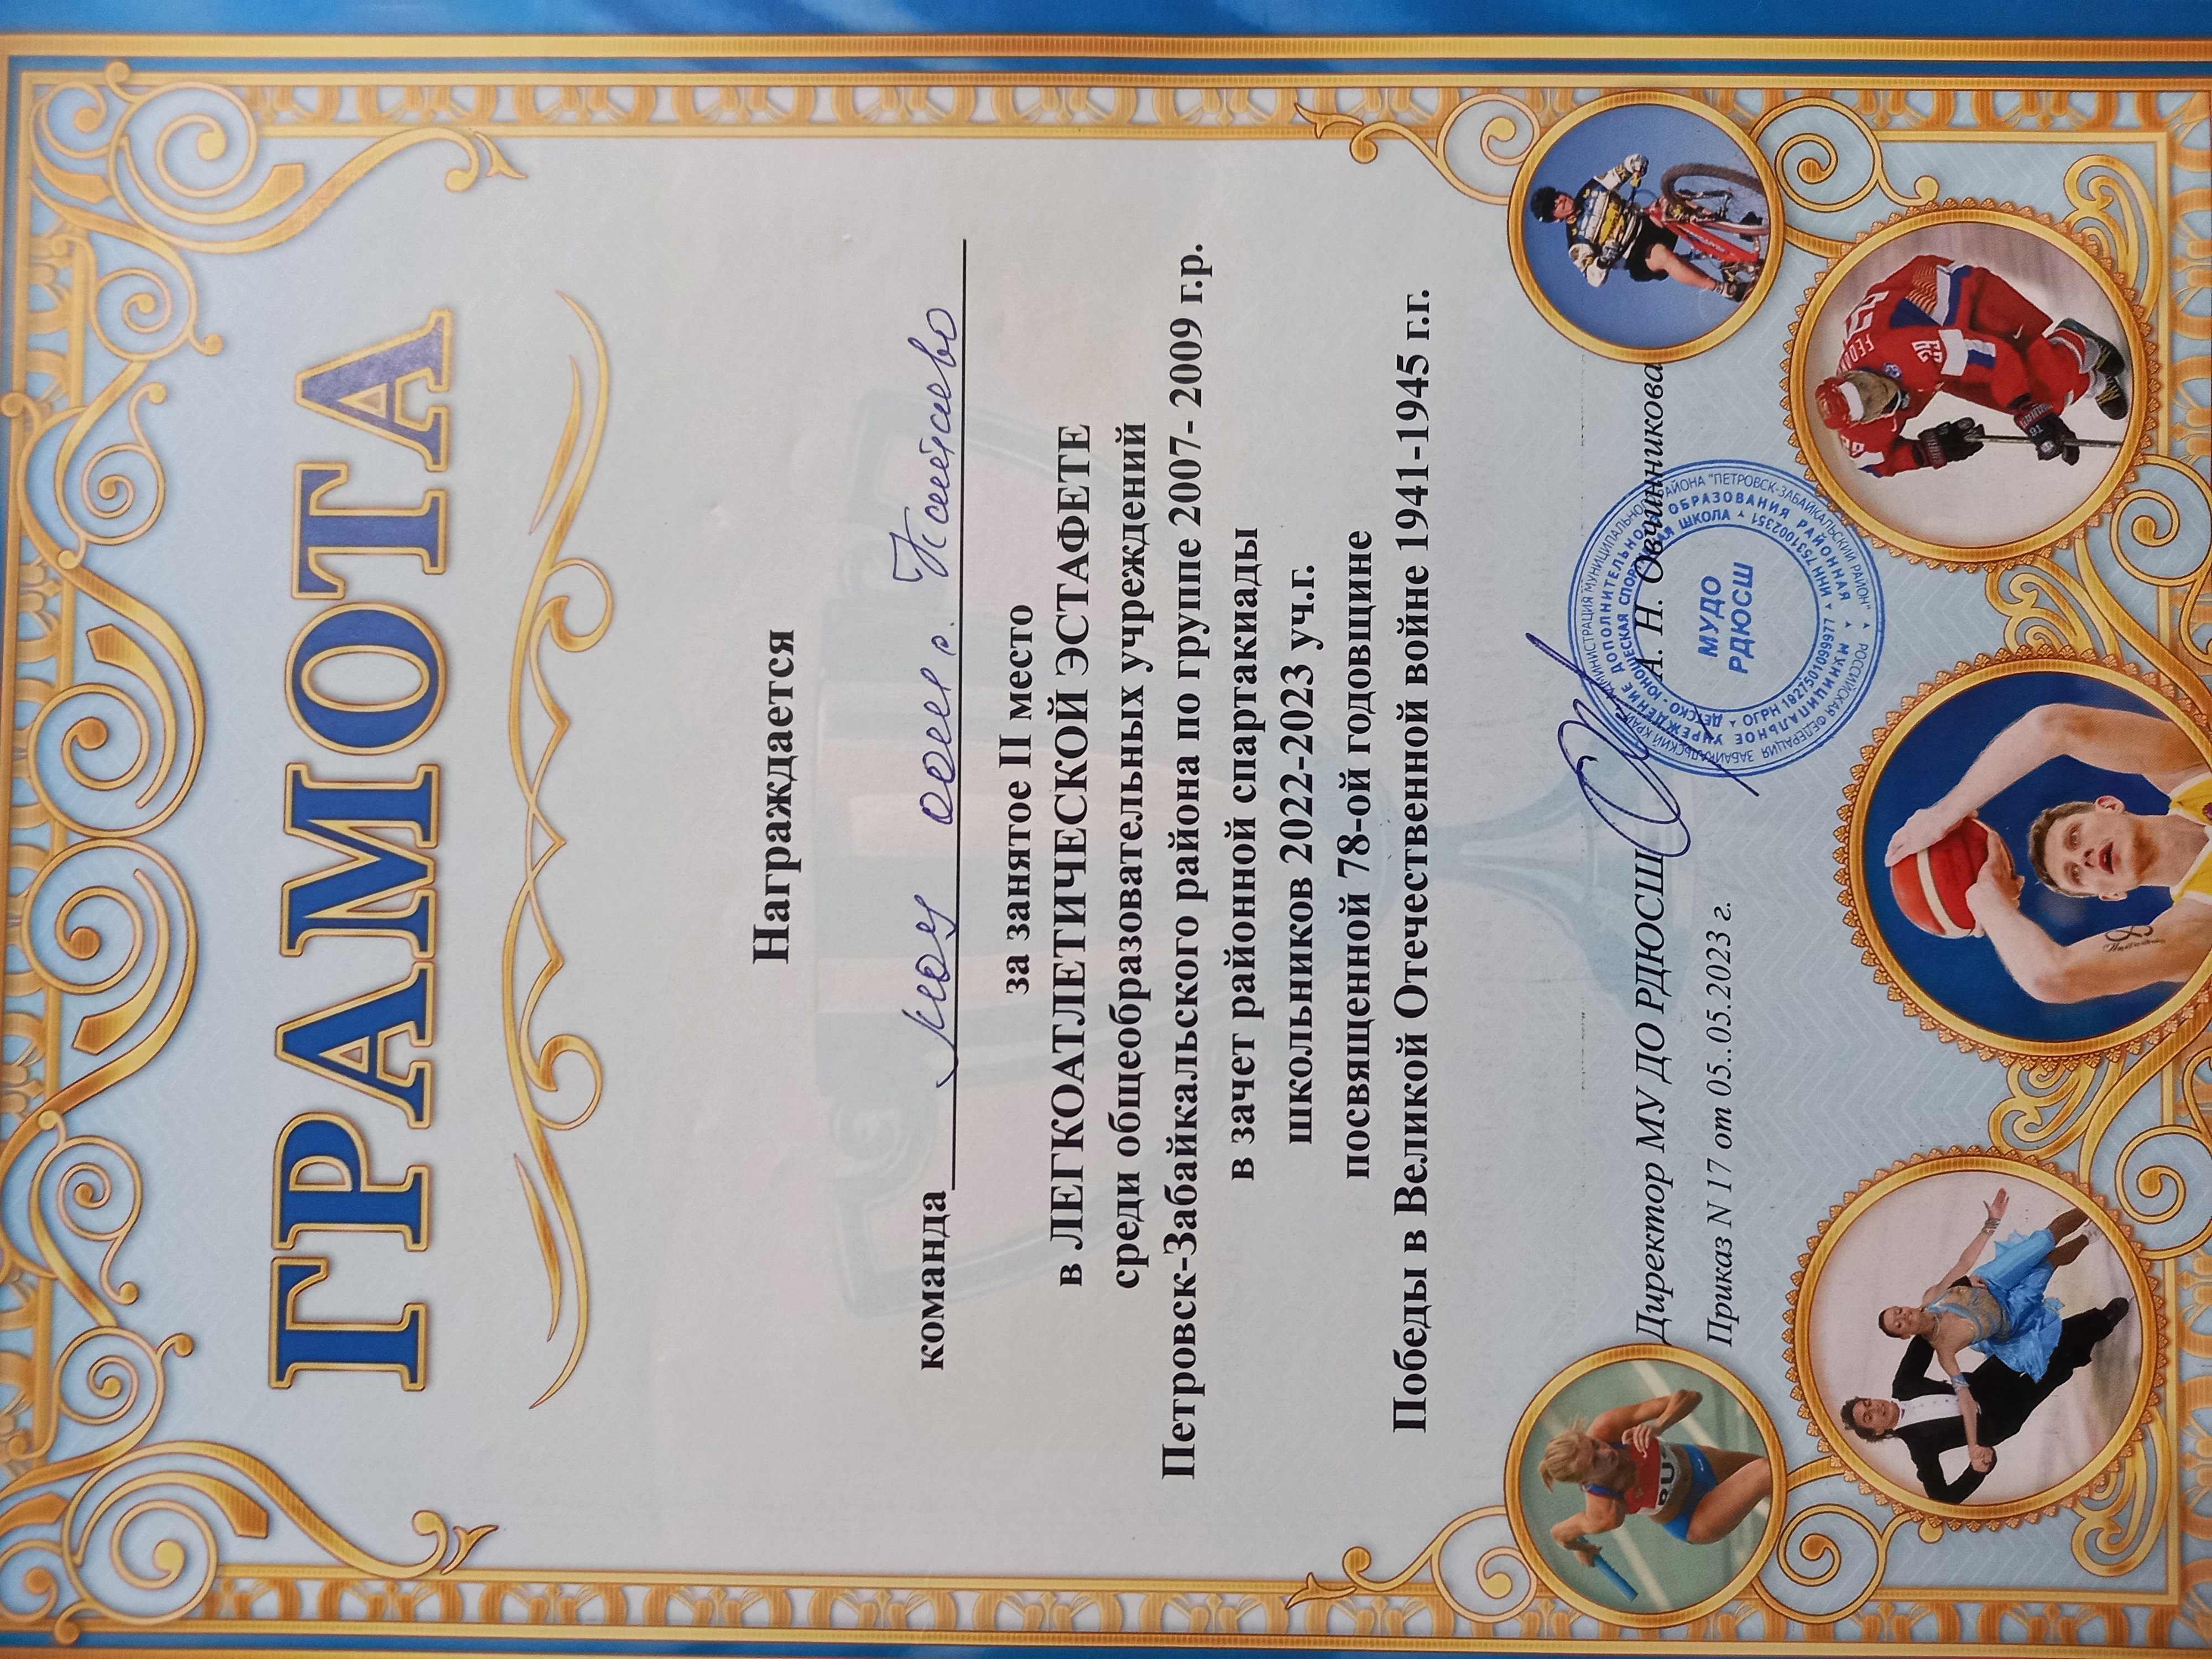 ГРАМОТА
Награждается
команда МОУ ООШ с. Катаево
за занятое II место
в ЛЕГКОАТЛЕТИЧЕСКОЙ ЭСТАФЕТЕ
среди общеобразовательных учреждений
Петровск-Забайкальского района по группе 2007- 2009 г.р.
в зачет районной спартакиады
школьников 2022-2023 уч.г.
посвященной 78-ой годовщине
Победы в Великой Отечественной войне 1941-1945 г.г.
Директор МУ ДО РДЮСШ А. Н. Овчинникова
Приказ N 17 от 05..05.2023 г.
МУДО
РДЮСШ